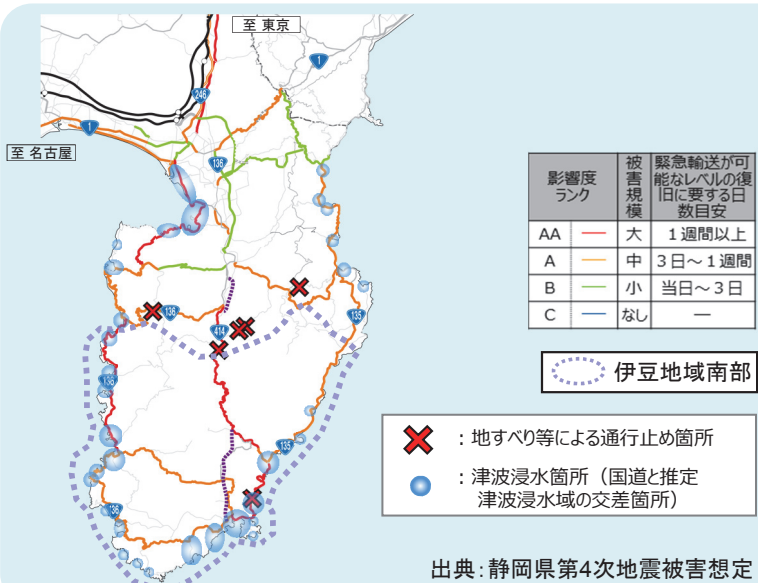 至 東京
1
246
1
至 名古屋
136
136
414
135
136
135
136
影響度
ランク
被害規模
緊急輸送が可
能なレベルの復
旧に要する日
数目安
AA
大
1週間以上
A
中
3日～1週間
B
小
当日～3日
C
なし
―
伊豆地域南部
：地すべり等による通行止め箇所
：津波浸水箇所（国道と推定
津波浸水域の交差箇所）
出典：静岡県第4次地震被害想定